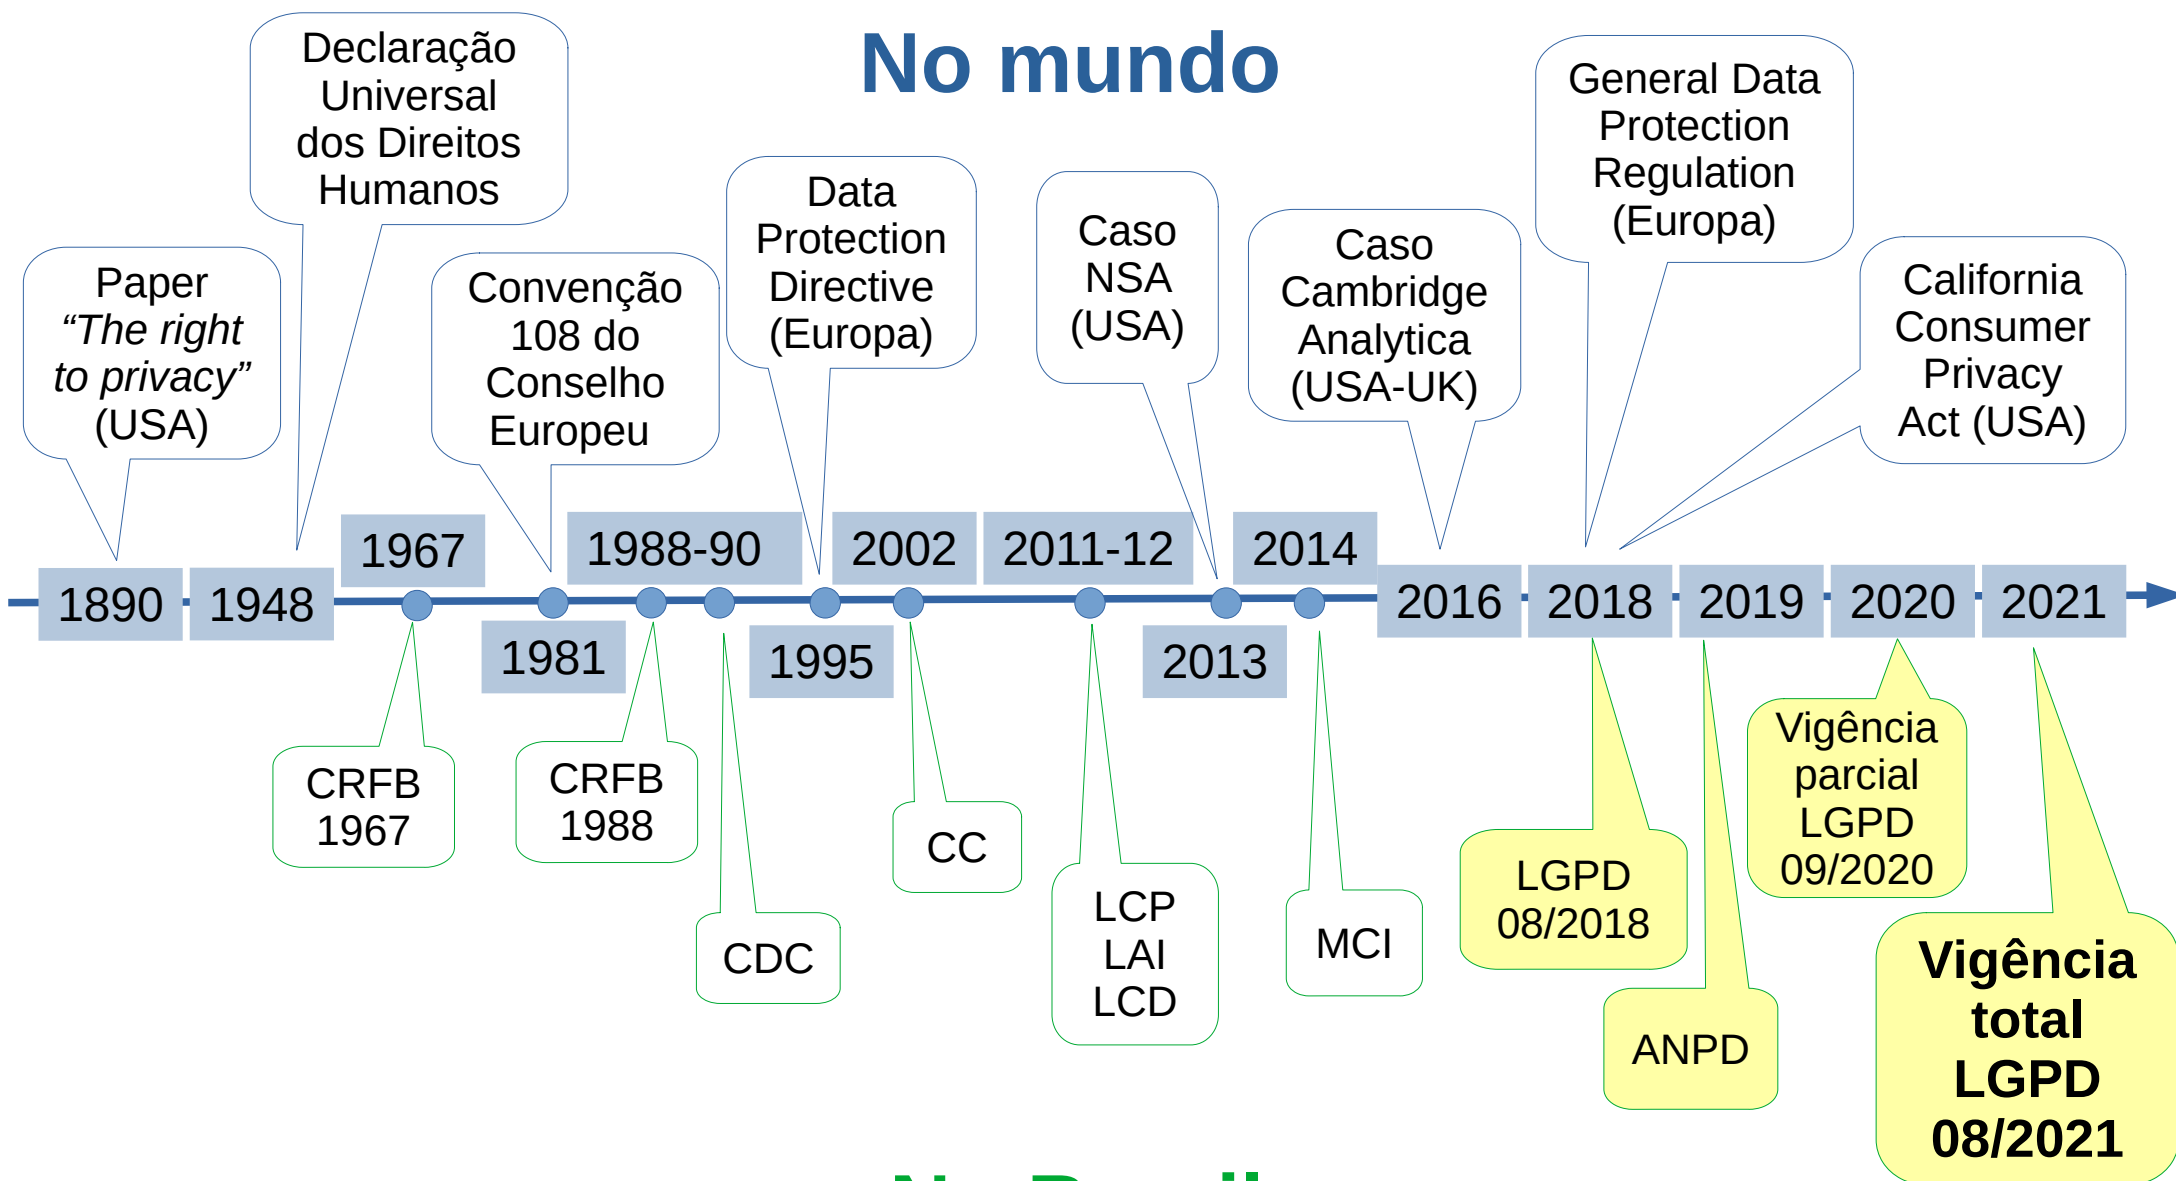 No mundo
Declaração
Universal
dos Direitos
Humanos
General Data
Protection
Regulation
(Europa)
Data
Protection
Directive
(Europa)
Caso
NSA
(USA)
Caso
Cambridge
Analytica
(USA-UK)
Paper
“The right
to privacy”
(USA)
Convenção
108 do
Conselho
Europeu
California
Consumer
Privacy
Act (USA)
1890
1948
1967
1981
1988-90
1995
2002
2011-12
2013
2014
2016
2018
2019
2020
2021
CRFB
1967
CRFB
1988
CDC
CC
LCP
LAI
LCD
MCI
LGPD
08/2018
ANPD
Vigência
parcial
LGPD
09/2020
Vigência
total
LGPD
08/2021
No Brasil